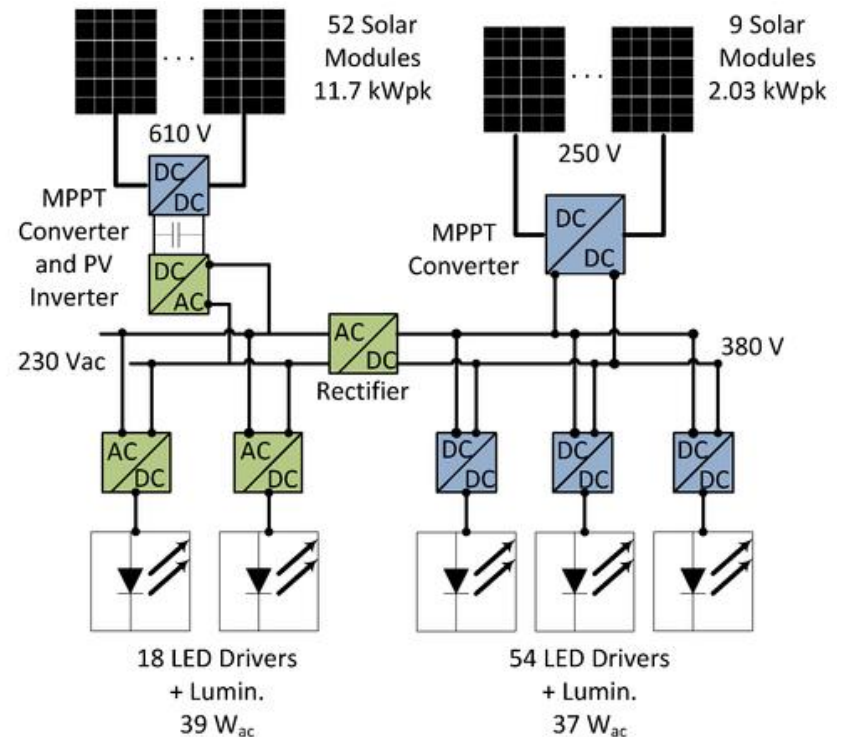 52 Solar
Modules
11.7 kWpk
9 Solar
Modules
2.03 kWpk
610 V
250 V
DC
DC
MPPT
Converter
and PV
Inverter
DC
AC
MPPT
Converter
DC
DC
230 Vac
AC
DC
Rectifier
380 V
AC
DC
AC
DC
DC
DC
DC
DC
DC
DC
18 LED Drivers
+ Lumin.
39 Wac
54 LED Drivers
+ Lumin.
37 Wac